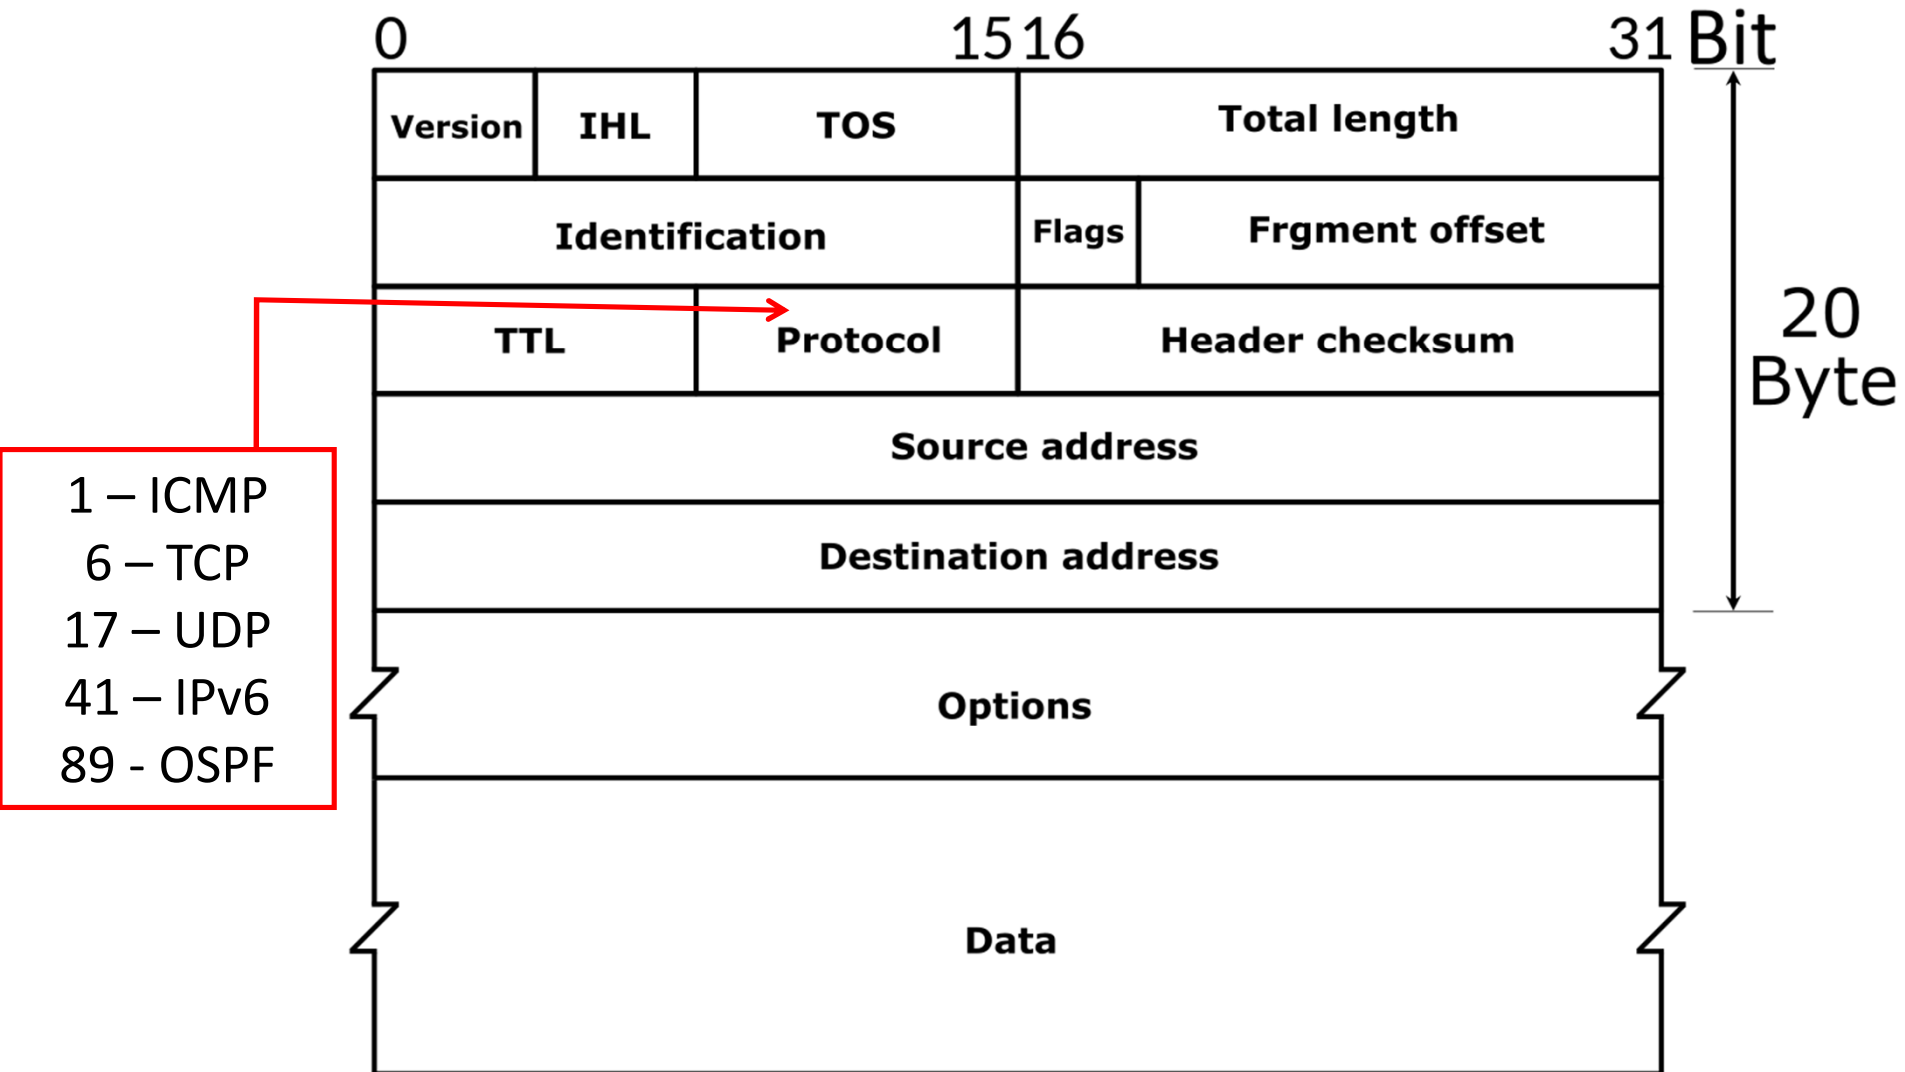 0 15 16 31 Bit
Version IHL TOS Total length
Identification Flags Frgment offset
TTL Protocol Header checksum
Source address
Destination address
Options
Data
20
Byte
1 – ICMP
6 – TCP
17 – UDP
41 – IPv6
89 - OSPF